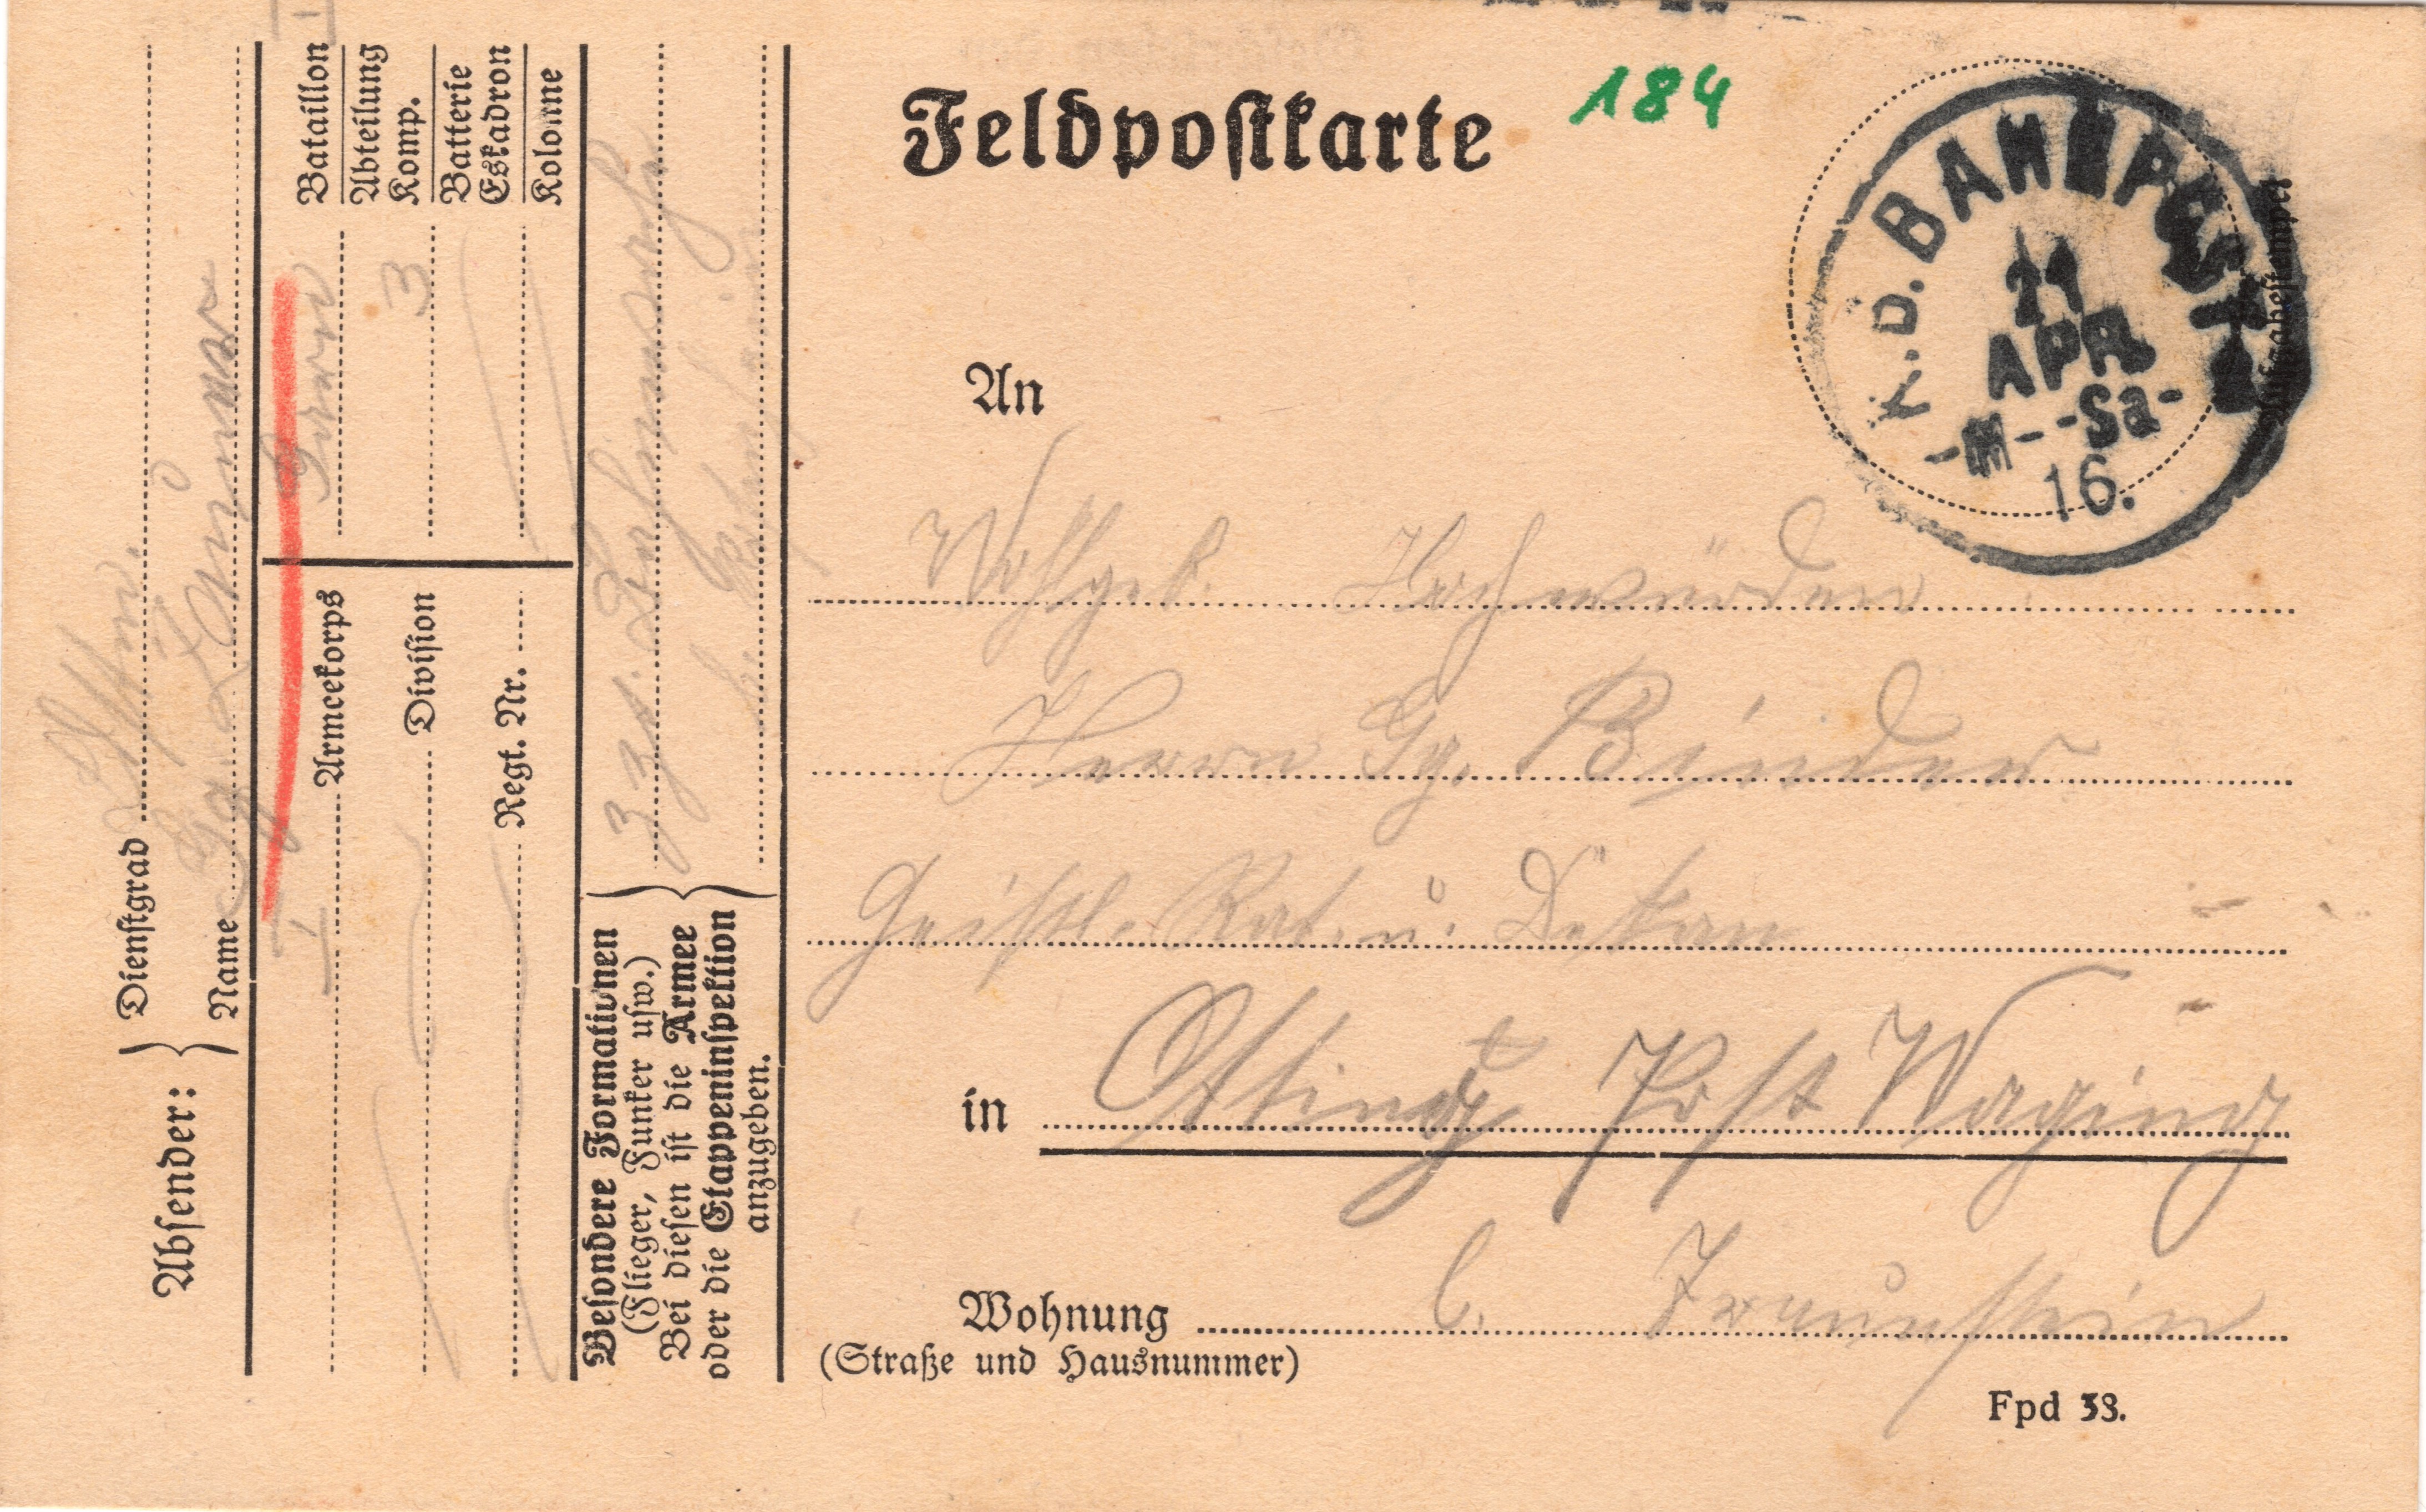 Feldpostkarte
184
K.D. BAHNPOST
21
APR
-M--Sa-
16.
An
Wohlgeb. Hochwürden
Herrn Gg. Binder
Geistl. Rat. u. Dekan
in Otting Post Waging
Wohnung b. Traunstein
(Straße und Hausnummer)
Fpd 38.
Absender:
Dienstgrad
Name
Bataillon
Abteilung
Komp.
Batterie
Eskadron
Kolonne
3
Armeekorps
Division
Regt. Nr.
Besondere Formationen
(Flieger, Funker usw.)
Bei diesen ist die Armee
oder die Etappeninspektion
anzugeben.
z. Zt.